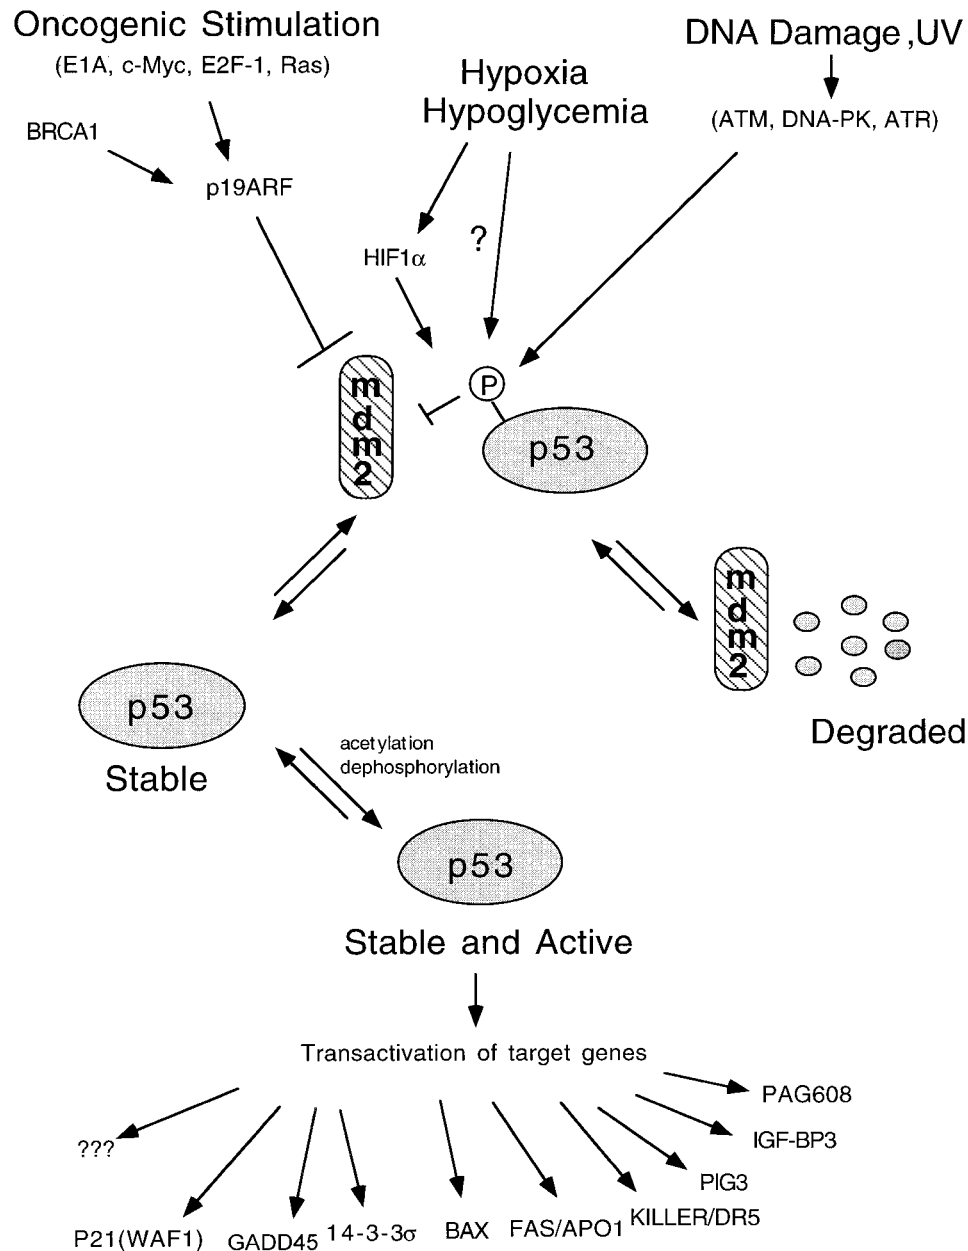 Oncogenic Stimulation
(E1A, c-Myc, E2F-1, Ras)
DNA Damage ,UV
Hypoxia
Hypoglycemia
(ATM, DNA-PK, ATR)
BRCA1
p19ARF
HIF1α
?
mdm2
P
p53
mdm2
Degraded
p53
Stable
acetylation
dephosphorylation
p53
Stable and Active
Transactivation of target genes
PAG608
IGF-BP3
???
PIG3
KILLER/DR5
P21(WAF1)
GADD45
14-3-3σ
BAX
FAS/APO1